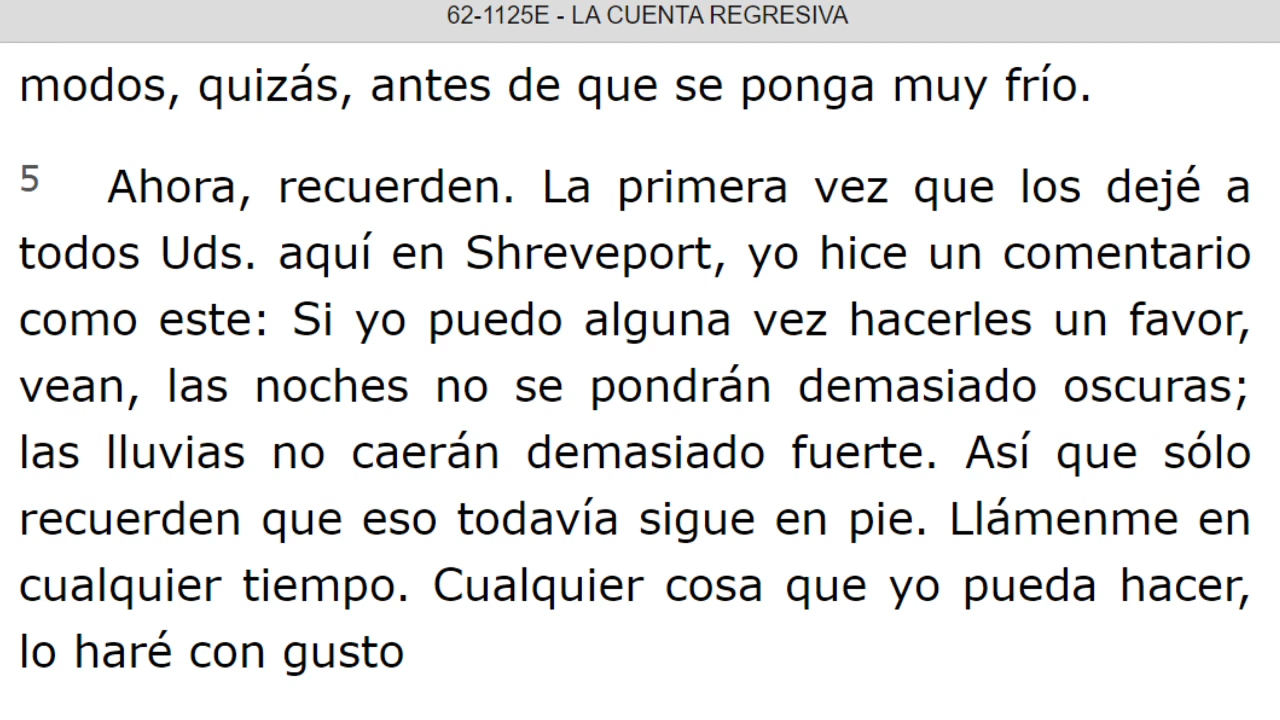 62-1125E - LA CUENTA REGRESIVA
modos, quizás, antes de que se ponga muy frío.
5 Ahora, recuerden. La primera vez que los dejé a
todos Uds. aquí en Shreveport, yo hice un comentario
como este: Si yo puedo alguna vez hacerles un favor,
vean, las noches no se pondrán demasiado oscuras;
las lluvias no caerán demasiado fuerte. Así que sólo
recuerden que eso todavía sigue en pie. Llámenme en
cualquier tiempo. Cualquier cosa que yo pueda hacer,
lo haré con gusto